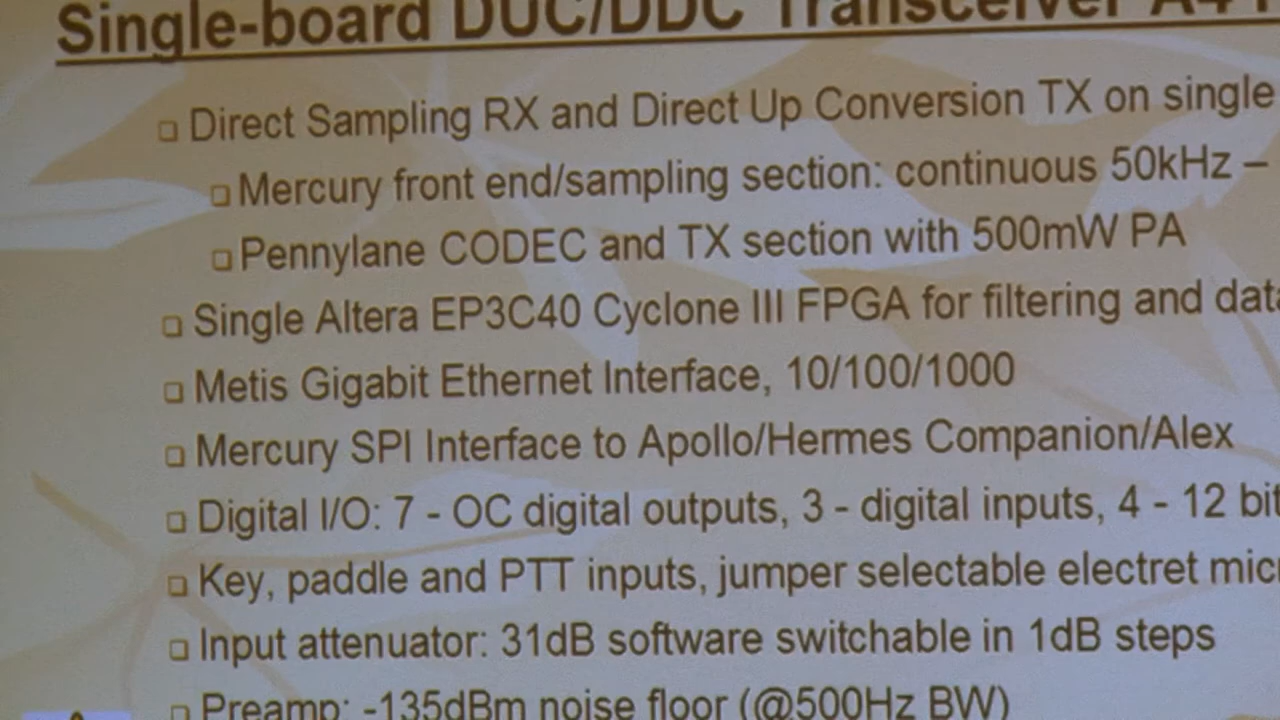 Single-board DUC/DDC Transceiver
Direct Sampling RX and Direct Up Conversion TX on single
Mercury front end/sampling section: continuous 50kHz –
Pennylane CODEC and TX section with 500mW PA
Single Altera EP3C40 Cyclone III FPGA for filtering and
Metis Gigabit Ethernet Interface, 10/100/1000
Mercury SPI Interface to Apollo/Hermes Companion/Alex
Digital I/O: 7 - OC digital outputs, 3 - digital inputs, 4 - 12
Key, paddle and PTT inputs, jumper selectable electret
Input attenuator: 31dB software switchable in 1dB steps
Preamp: -135dBm noise floor (@500Hz BW)